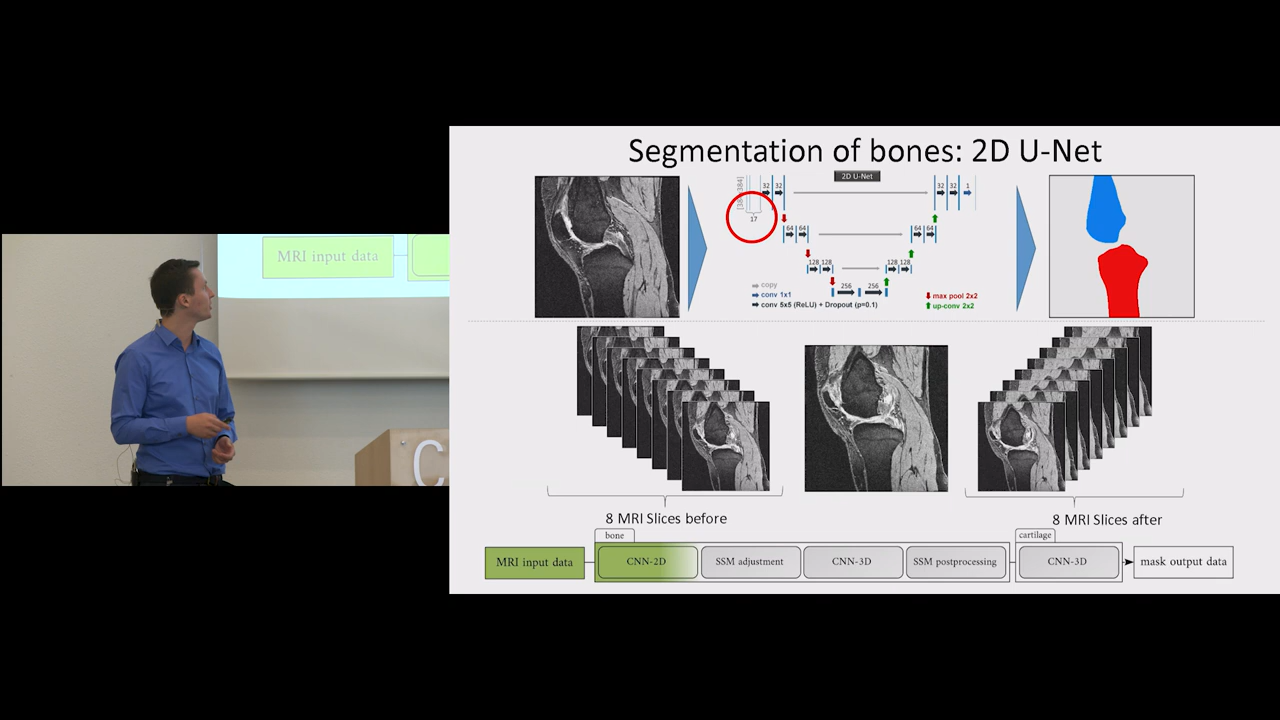 Segmentation of bones: 2D U-Net
2D U-Net
32 32
32 32 1
17
64 64
64 64
128 128
128 128
256 256
copy
conv 1x1
conv 5x5 (ReLU) + Dropout (p=0.1)
max pool 2x2
up-conv 2x2
MRI input data
C
8 MRI Slices before
8 MRI Slices after
bone
cartilage
MRI input data
CNN-2D
SSM adjustment
CNN-3D
SSM postprocessing
CNN-3D
mask output data